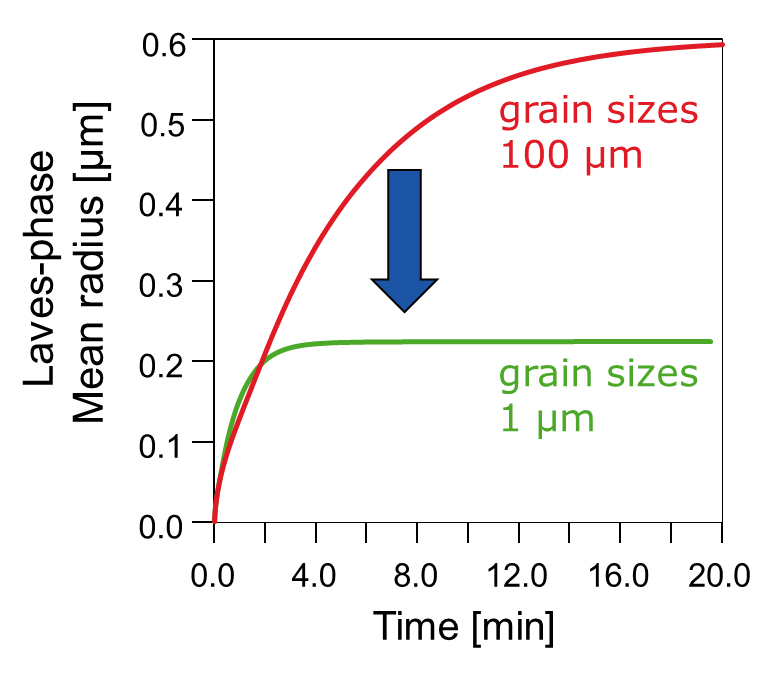 0.6
0.5
0.4
0.3
0.2
0.1
0.0
Laves-phase
Mean radius [µm]
grain sizes
100 µm
grain sizes
1 µm
0.0 4.0 8.0 12.0 16.0 20.0
Time [min]